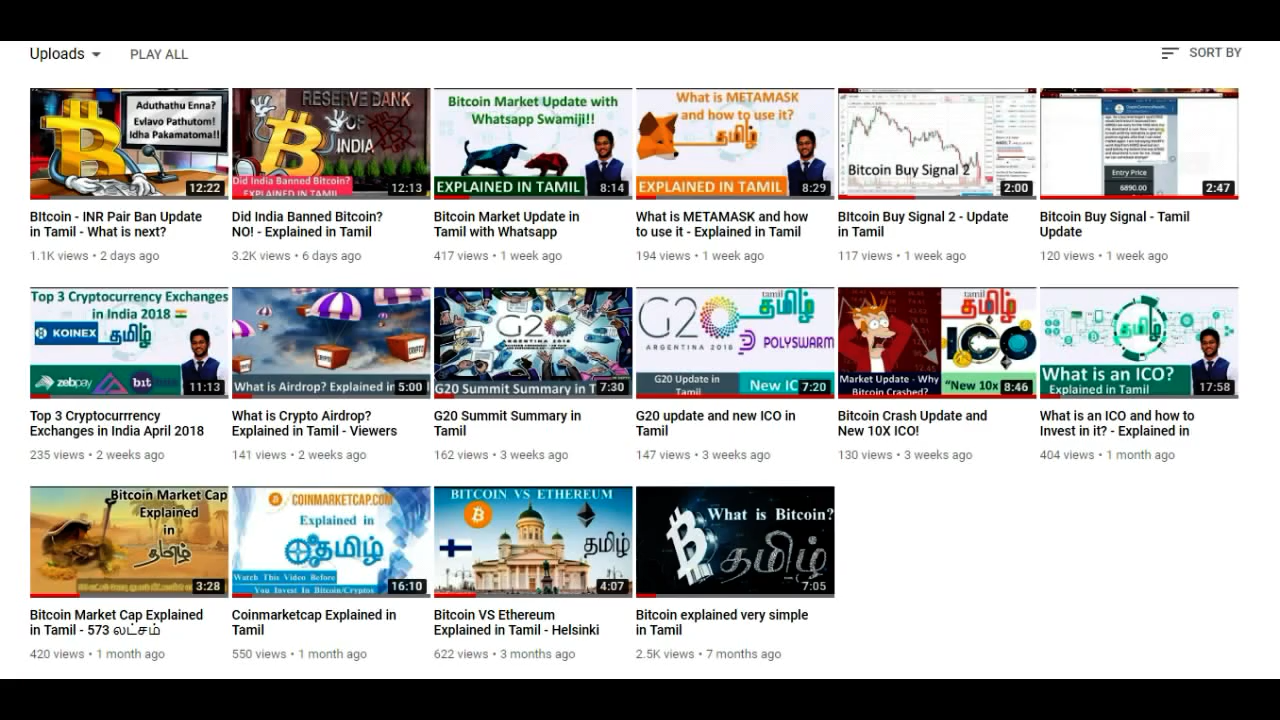 Uploads
PLAY ALL
SORT BY
Aduthathu Enna?
Evlavo Pathutom!
Idha Pakamatoma!!
12:22
RESERVE BANK
OF
INDIA
Did India Banned Bitcoin?
EXPLAINED IN TAMIL
12:13
Bitcoin Market Update with
Whatsapp Swamiji!!
EXPLAINED IN TAMIL
8:14
What is METAMASK
and how to use it?
தமிழ்
EXPLAINED IN TAMIL
8:29
Bitcoin Buy Signal 2
2:00
Entry Price
6890.00
2:47
BItcoin - INR Pair Ban Update
in Tamil - What is next?
1.1K views • 2 days ago
Did India Banned Bitcoin?
NO! - Explained in Tamil
3.2K views • 6 days ago
Bitcoin Market Update in
Tamil with Whatsapp
417 views • 1 week ago
What is METAMASK and how
to use it - Explained in Tamil
194 views • 1 week ago
BItcoin Buy Signal 2 - Update
in Tamil
117 views • 1 week ago
Bitcoin Buy Signal - Tamil
Update
120 views • 1 week ago
Top 3 Cryptocurrency Exchanges
in India 2018
KOINEX
தமிழ்
zebpay
11:13
What is Airdrop? Explained in
5:00
G20
G20 Summit Summary in T
7:30
G20
ARGENTINA 2018
tamil
தமிழ்
POLYSWARM
G20 Update in
Tamil
New IC
7:20
tamil
தமிழ்
ICO
Market Update - Why
Bitcoin Crashed?
"New 10x
8:46
தமிழ்
What is an ICO?
Explained in Tamil
17:58
Top 3 Cryptocurrrency
Exchanges in India April 2018
235 views • 2 weeks ago
What is Crypto Airdrop?
Explained in Tamil - Viewers
141 views • 2 weeks ago
G20 Summit Summary in
Tamil
162 views • 3 weeks ago
G20 update and new ICO in
Tamil
147 views • 3 weeks ago
Bitcoin Crash Update and
New 10X ICO!
130 views • 3 weeks ago
What is an ICO and how to
Invest in it? - Explained in
404 views • 1 month ago
Bitcoin Market Cap
Explained
in
தமிழ்
3:28
COINMARKETCAP.COM
Explained in
தமிழ்
Watch This Video Before
You Invest In Bitcoin/Cryptos
16:10
BITCOIN VS ETHEREUM
தமிழ்
4:07
What is Bitcoin?
தமிழ்
7:05
Bitcoin Market Cap Explained
in Tamil - 573 லட்சம்
420 views • 1 month ago
Coinmarketcap Explained in
Tamil
550 views • 1 month ago
Bitcoin VS Ethereum
Explained in Tamil - Helsinki
622 views • 3 months ago
Bitcoin explained very simple
in Tamil
2.5K views • 7 months ago